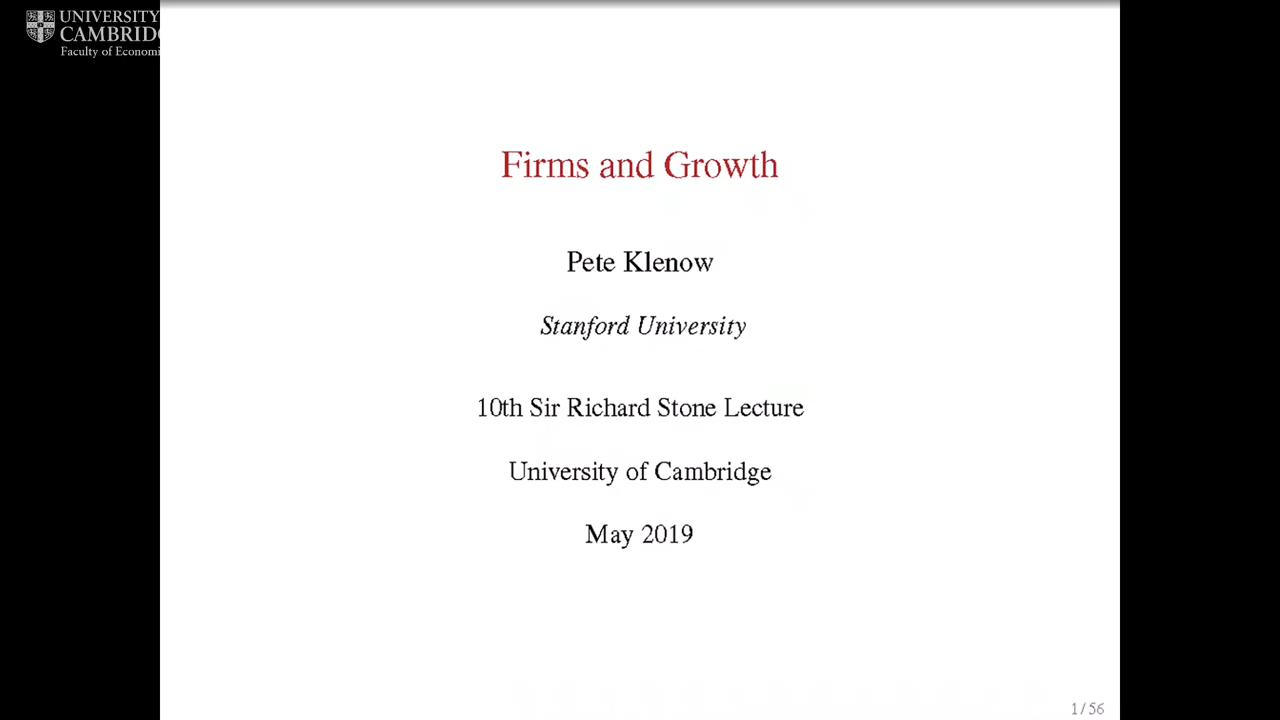 UNIVERSITY
CAMBRIDG
Faculty of Economi
Firms and Growth
Pete Klenow
Stanford University
10th Sir Richard Stone Lecture
University of Cambridge
May 2019
1/56